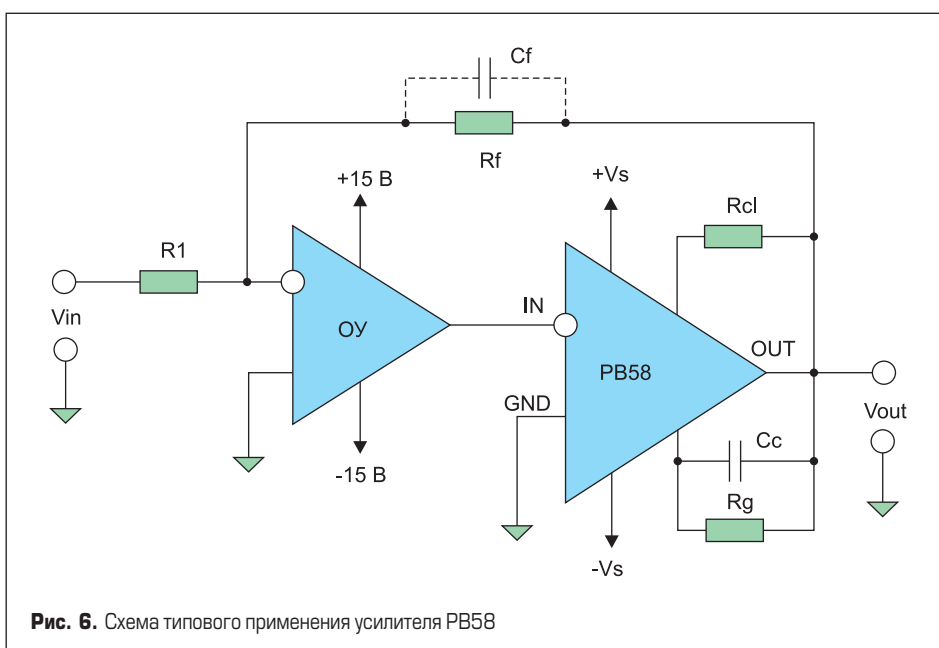 Cf
Rf
+15 В
+Vs
Rcl
R1
IN
Vin
ОУ
OUT
PB58
GND
Vout
-15 В
Cc
Rg
-Vs
Рис. 6. Схема типового применения усилителя PB58